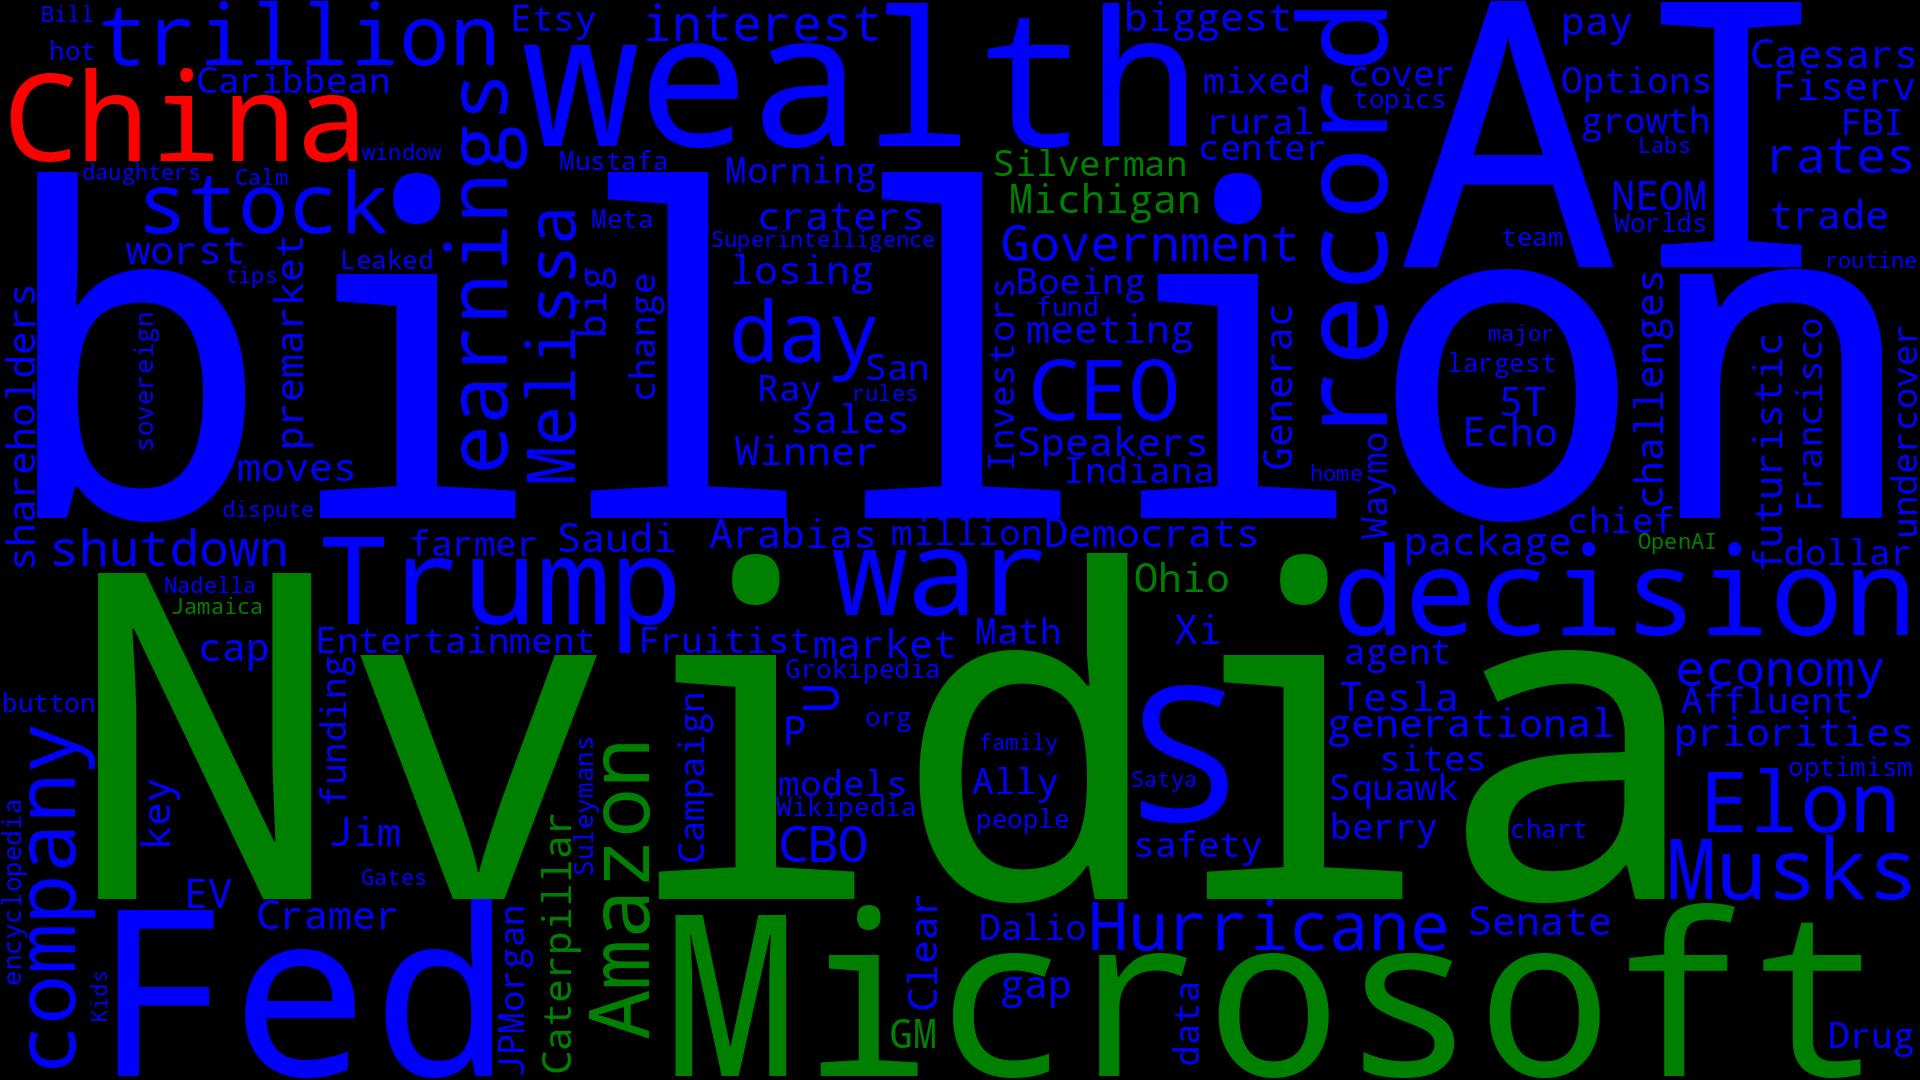 Bill
trillion
Etsy
interest
biggest
record
AI
pay
hot
China
Caribbean
earnings
wealth
mixed
cover
topics
Options
Caesars
Fiserv
growth
FBI
rural
center
Labs
rates
window
Mustafa
Morning
Silverman
Michigan
daughters
Calm
stock
billion
Melissa
Meta
craters
Superintelligence
Government
NEOM
Worlds
trade
team
routine
worst
tips
premarket
Leaked
big
change
losing
Boeing
fund
meeting
Investors
Generac
shareholders
sovereign
day
San
Ray
rules
sales
Winner
CEO
Speakers
Indiana
home
Waymo
major
largest
5T
Echo
challenges
futuristic
Francisco
undercover
moves
dispute
shutdown
farmer
Saudi
Arabias
million
Democrats
package
chief
OpenAI
dollar
Nadella
Jamaica
Trump
war
Ohio
decision
cap
Entertainment
Fruitist
market
Math
Xi
agent
economy
Grokipedia
Nvidia
funding
button
company
P
U
org
s
Tesla
generational
Affluent
priorities
Campaign
family
sites
optimism
models
Ally
Satya
Squawk
Elon
Wikipedia
people
berry
chart
key
Jim
Suleymans
Amazon
CBO
safety
Musks
encyclopedia
EV
Gates
Caterpillar
Cramer
Fed
JPMorgan
Kids
Microsoft
Clear
Dalio
Hurricane
Senate
gap
GM
data
Drug